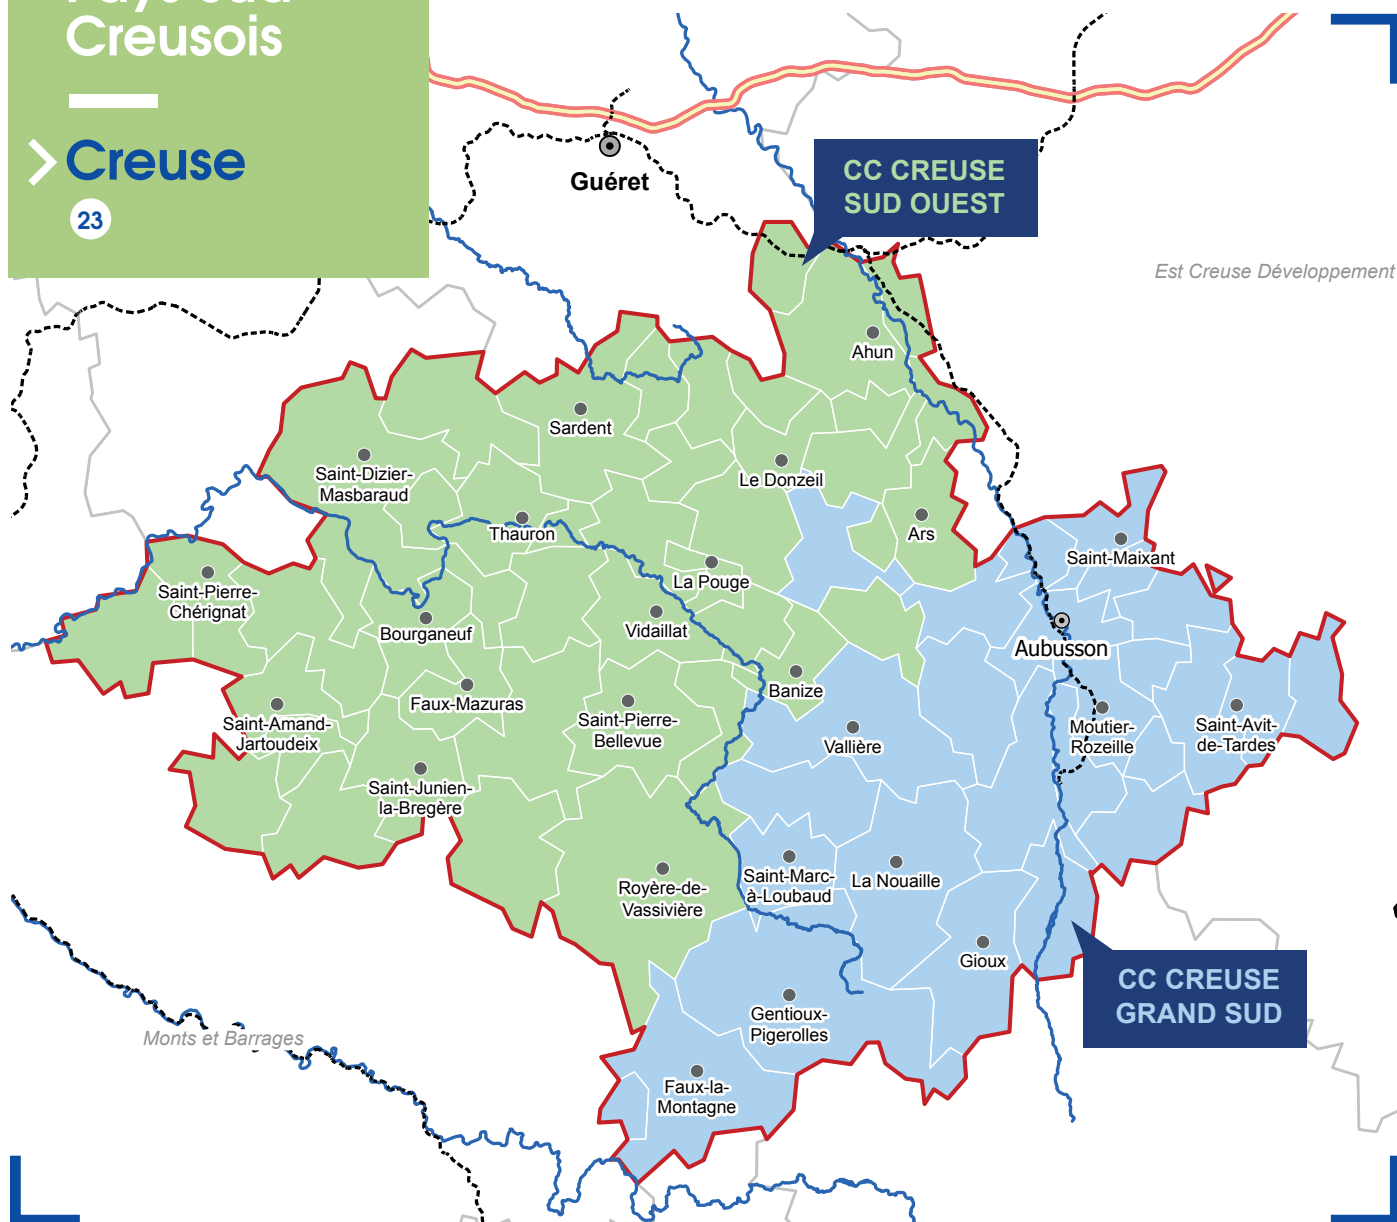 Pays Sud
Creusois
Creuse
23
Guéret
CC CREUSE
SUD OUEST
Est Creuse Développement
Ahun
Sardent
Saint-Dizier-
Masbaraud
Le Donzeil
Thauron
Ars
Saint-Maixant
La Pouge
Saint-Pierre-
Chérignat
Bourganeuf
Vidaillat
Aubusson
Banize
Faux-Mazuras
Saint-Amand-
Jartoudeix
Saint-Pierre-
Bellevue
Vallière
Moutier-
Rozeille
Saint-Avit-
de-Tardes
Saint-Junien-
la-Bregère
Royère-de-
Vassivière
Saint-Marc-
à-Loubaud
La Nouaille
Gioux
CC CREUSE
GRAND SUD
Gentioux-
Pigerolles
Monts et Barrages
Faux-la-
Montagne